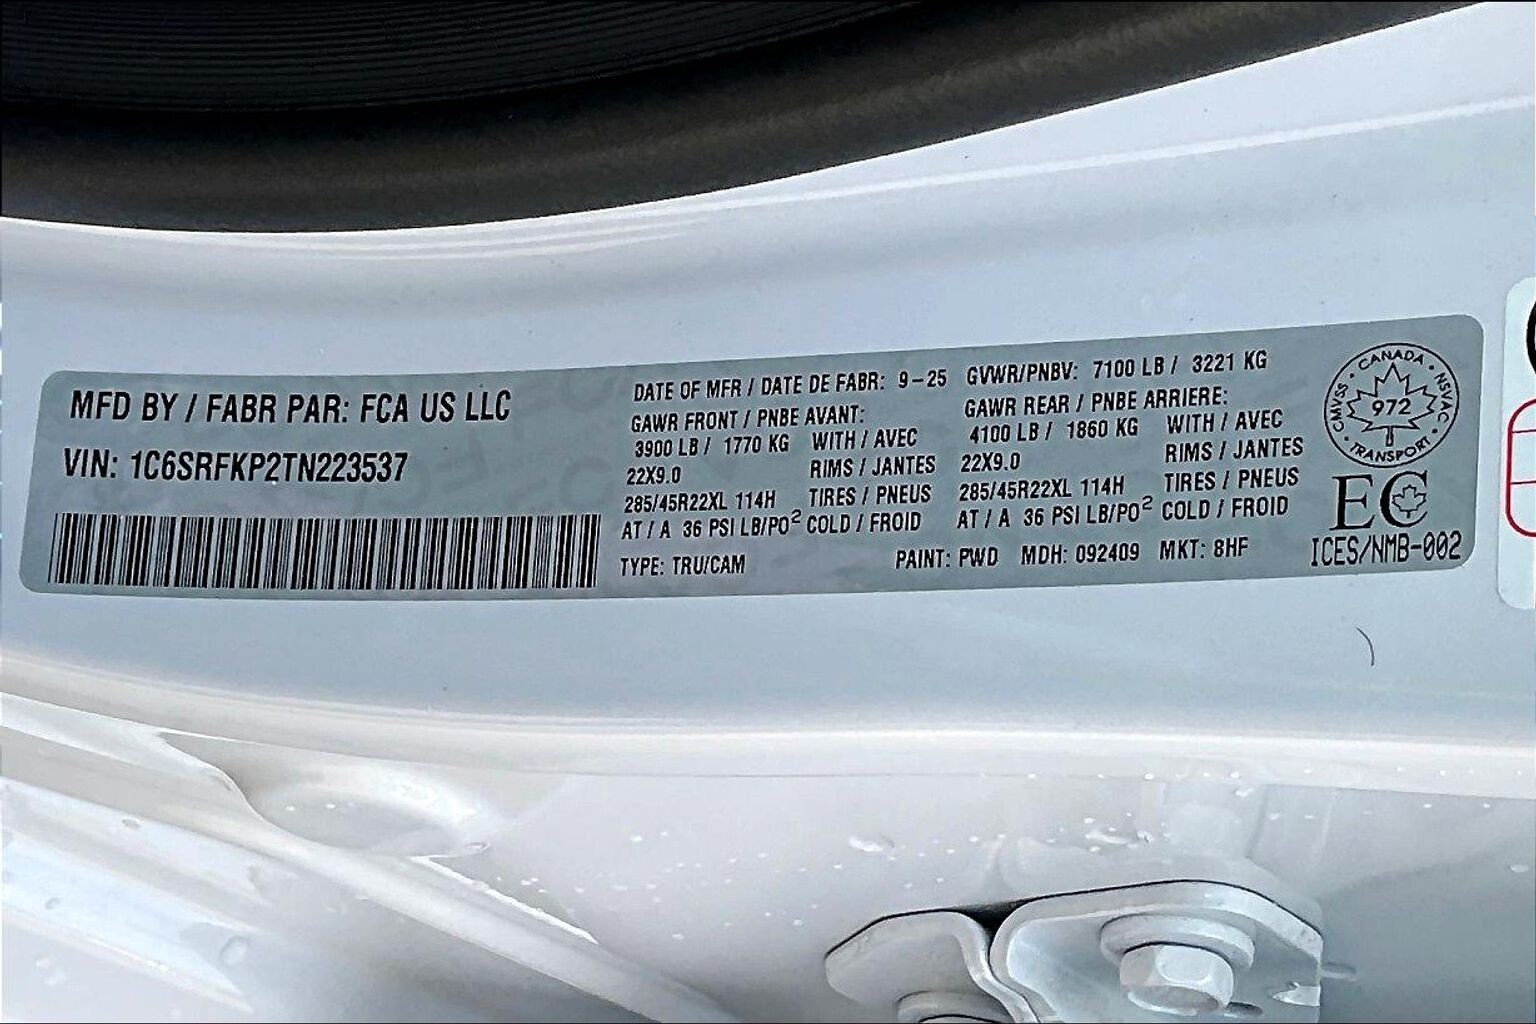 MFD BY / FABR PAR: FCA US LLC
VIN: 1C6SRFKP2TN223537
DATE OF MFR / DATE DE FABR: 9-25
GAWR FRONT / PNBE AVANT:
3900 LB / 1770 KG WITH / AVEC
22X9.0 RIMS / JANTES
285/45R22XL 114H TIRES / PNEUS
AT / A 36 PSI LB/PO² COLD / FROID
TYPE: TRU/CAM
GVWR/PNBV: 7100 LB / 3221 KG
GAWR REAR / PNBE ARRIERE:
4100 LB / 1860 KG WITH / AVEC
22X9.0 RIMS / JANTES
285/45R22XL 114H TIRES / PNEUS
AT / A 36 PSI LB/PO² COLD / FROID
PAINT: PWD MDH: 092409 MKT: 8HF
CANADA · NSVAC · TRANSPORT · CMVSS ·
972
EC
ICES/NMB-002